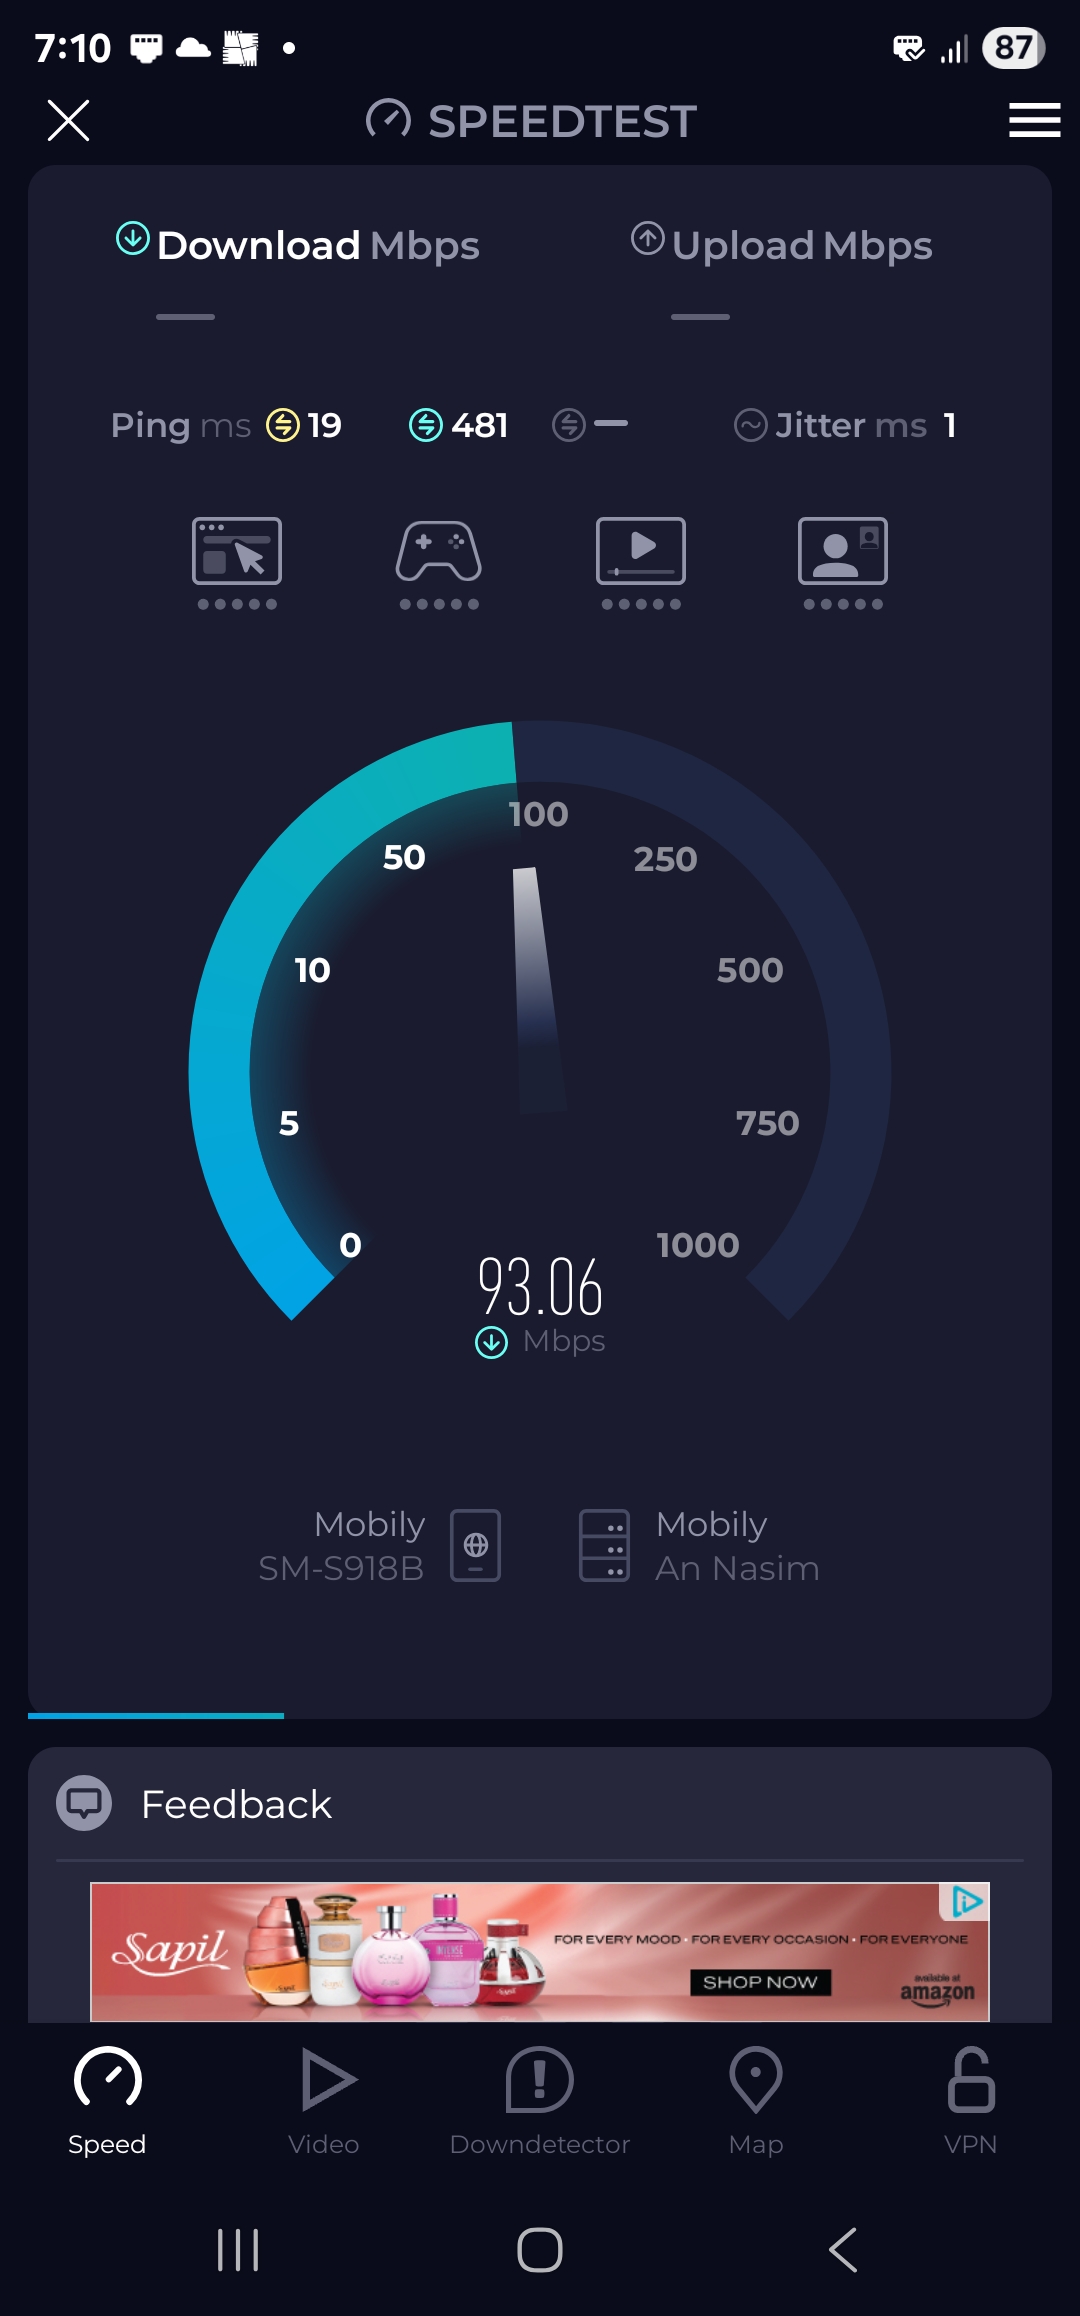 7:10
87
SPEEDTEST
Download Mbps
Upload Mbps
Ping ms 19 481 — Jitter ms 1
100
50
250
10
500
5
750
0
1000
93.06
Mbps
Mobily
SM-S918B
Mobily
An Nasim
Feedback
Sapil
FOR EVERY MOOD · FOR EVERY OCCASION · FOR EVERYONE
SHOP NOW
available at
amazon
Speed
Video
Downdetector
Map
VPN